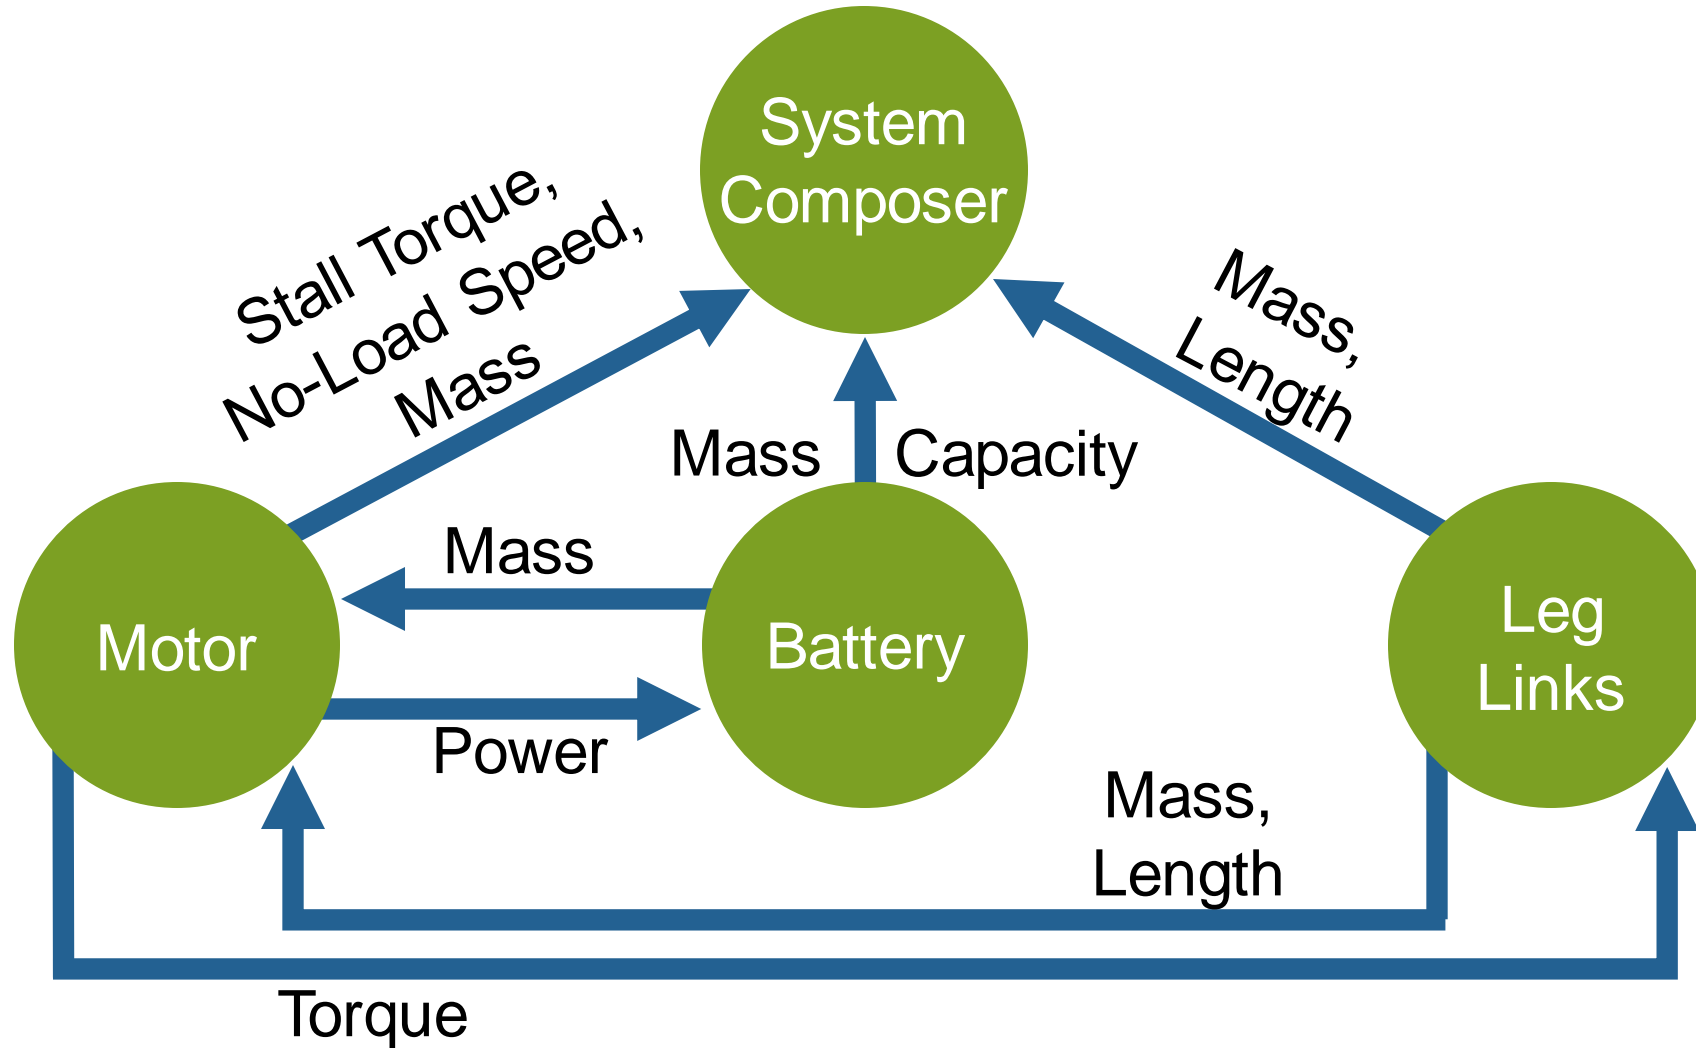 System
Composer
Stall Torque,
No-Load Speed,
Mass
Mass,
Length
Mass
Capacity
Mass
Motor
Battery
Leg
Links
Power
Mass,
Length
Torque